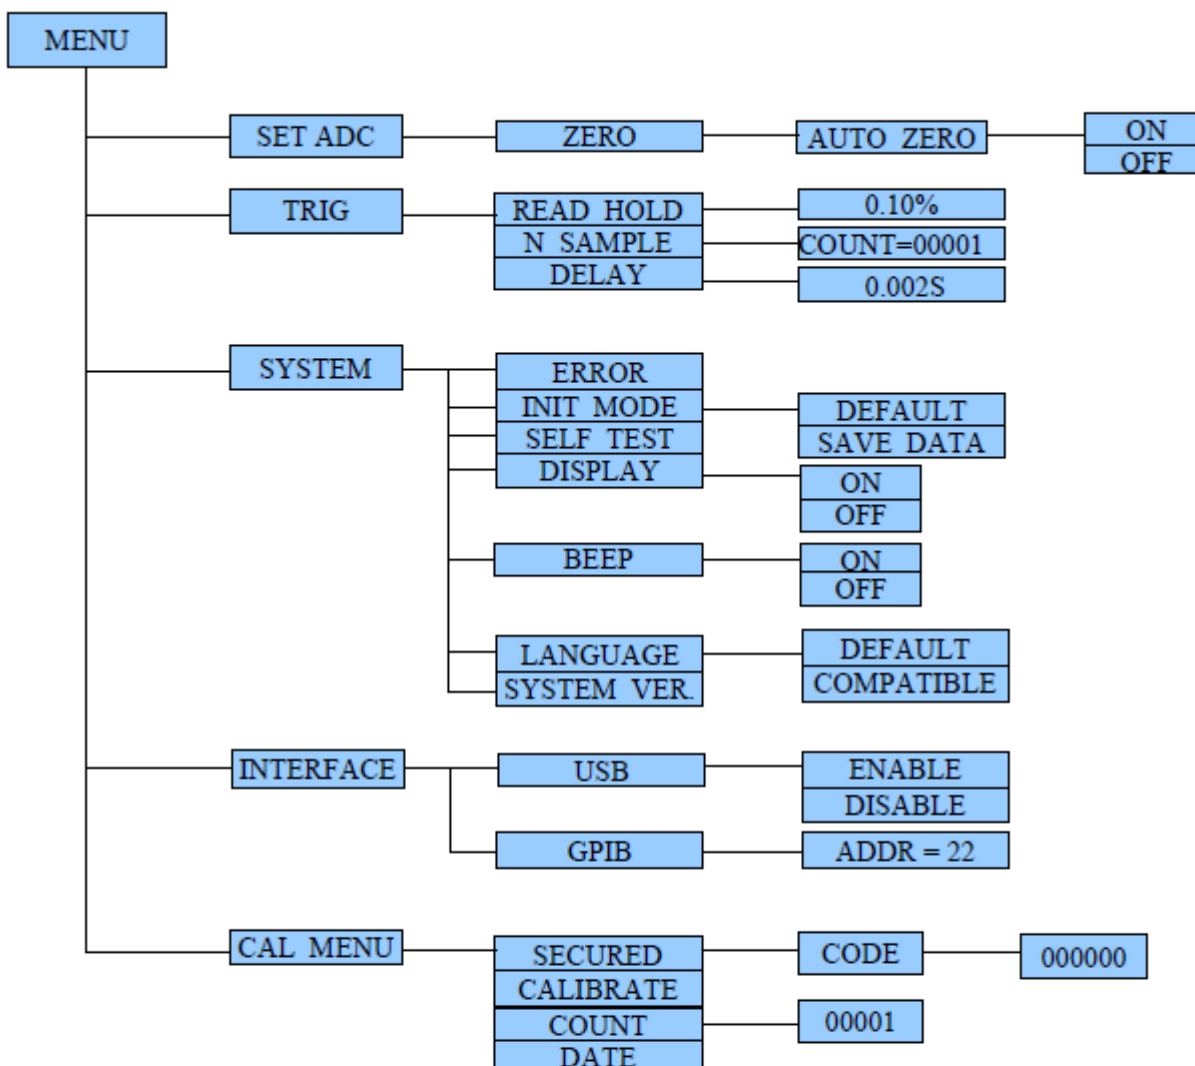 MENU
SET ADC
ZERO
AUTO ZERO
ON
OFF
TRIG
READ HOLD
0.10%
N SAMPLE
COUNT=00001
DELAY
0.002S
SYSTEM
ERROR
INIT MODE
DEFAULT
SELF TEST
SAVE DATA
DISPLAY
ON
OFF
BEEP
ON
OFF
LANGUAGE
DEFAULT
SYSTEM VER.
COMPATIBLE
INTERFACE
USB
ENABLE
DISABLE
GPIB
ADDR = 22
CAL MENU
SECURED
CODE
000000
CALIBRATE
COUNT
00001
DATE